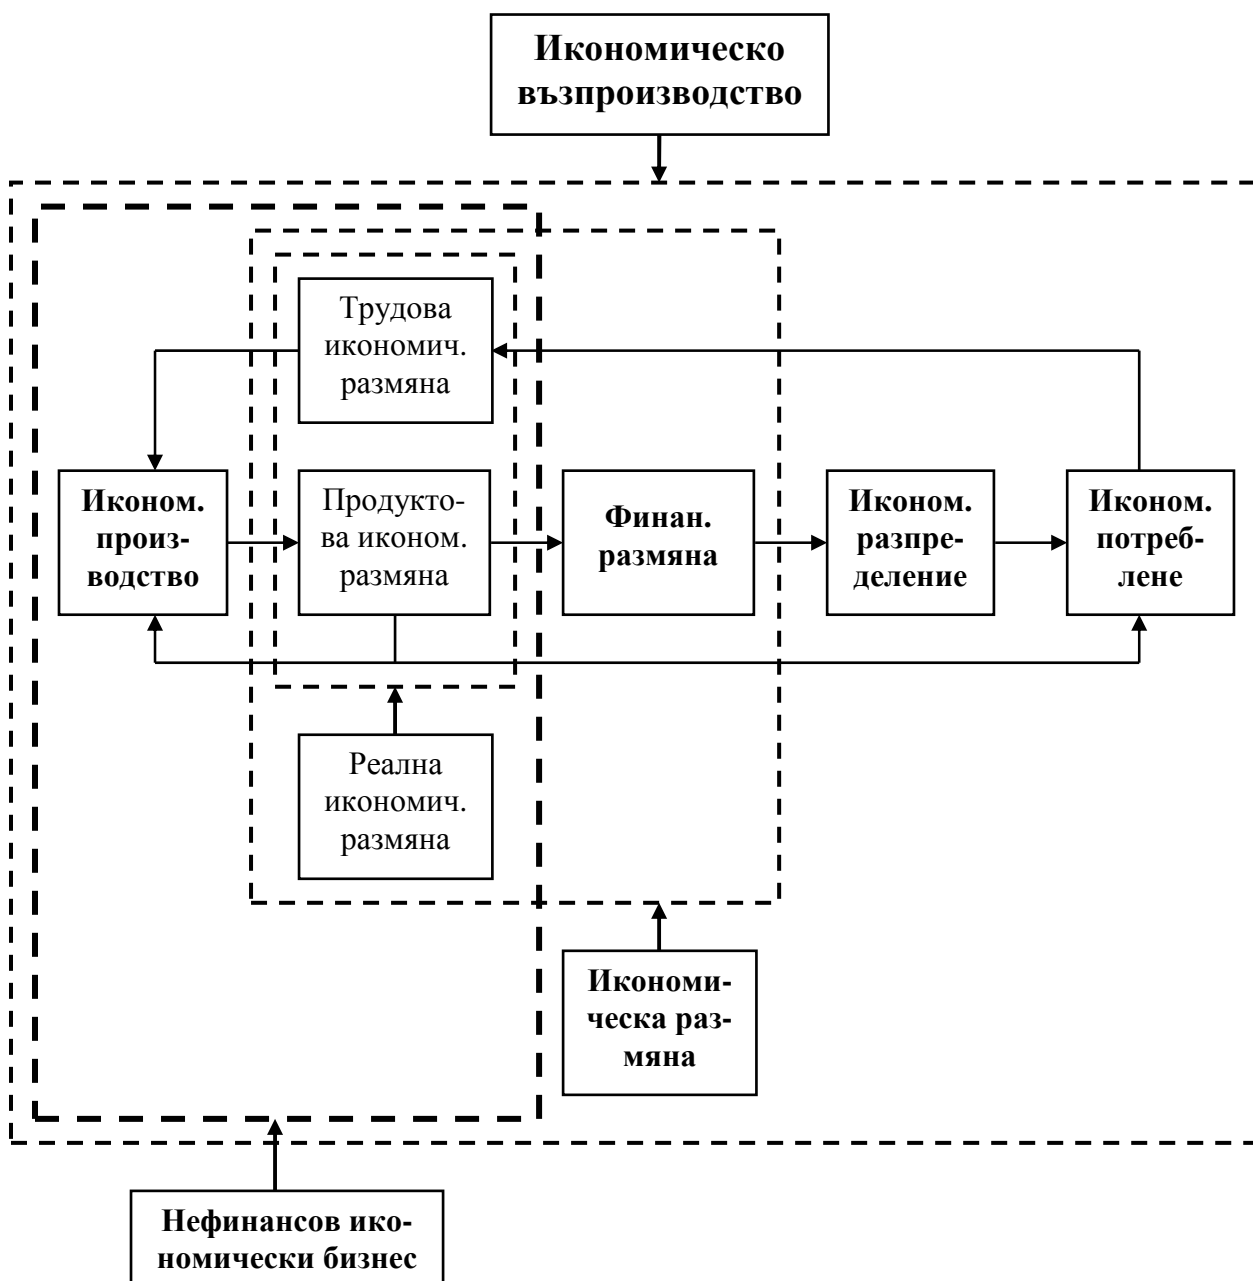 Икономическо
възпроизводство
Трудова
икономич.
размяна
Иконом.
произ-
водство
Продукто-
ва иконом.
размяна
Финан.
размяна
Иконом.
разпре-
деление
Иконом.
потреб-
лене
Реална
икономич.
размяна
Икономи-
ческа раз-
мяна
Нефинансов ико-
номически бизнес